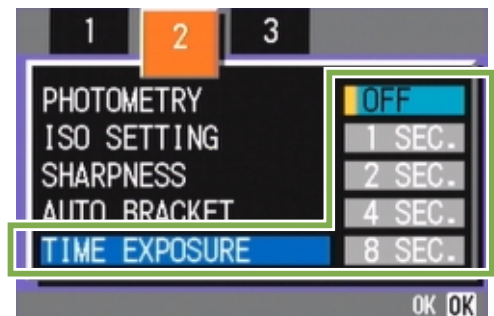 1 2 3
PHOTOMETRY OFF
ISO SETTING 1 SEC.
SHARPNESS 2 SEC.
AUTO BRACKET 4 SEC.
TIME EXPOSURE 8 SEC.
OK OK